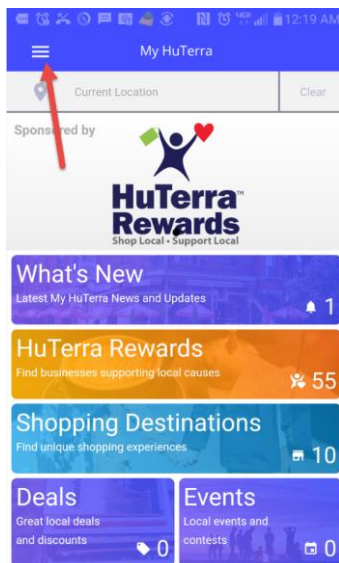 12:19 AM
My HuTerra
Current Location
Clear
Sponsored by
HuTerra™
Rewards
Shop Local • Support Local
What's New
Latest My HuTerra News and Updates
1
HuTerra Rewards
Find businesses supporting local causes
55
Shopping Destinations
Find unique shopping experiences
10
Deals
Great local deals
and discounts
0
Events
Local events and
contests
0